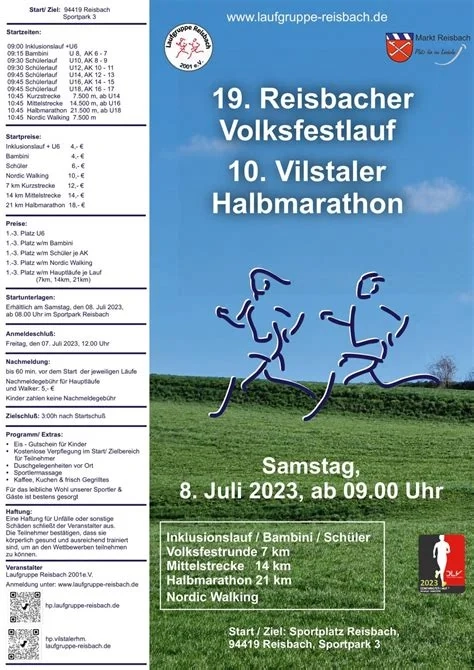 Start/ Ziel: 94419 Reisbach
Sportpark 3
Startzeiten:
09:00 Inklusionslauf +U6
09:15 Bambini U 8, AK 6 - 7
09:30 Schülerlauf U10, AK 8 - 9
09:30 Schülerlauf U12, AK 10 - 11
09:45 Schülerlauf U14, AK 12 - 13
09:45 Schülerlauf U16, AK 14 - 15
09:45 Schülerlauf U18, AK 16 - 17
10:45 Kurzstrecke 7.500 m, ab U14
10:45 Mittelstrecke 14.500 m, ab U16
10:45 Halbmarathon 21.500 m, ab U18
10:45 Nordic Walking 7.500 m
Startpreise:
Inklusionslauf + U6 4,- €
Bambini 4,- €
Schüler 6,- €
Nordic Walking 10,- €
7 km Kurzstrecke 12,- €
14 km Mittelstrecke 14,- €
21 km Halbmarathon 18,- €
Preise:
1.-3. Platz U6
1.-3. Platz w/m Bambini
1.-3. Platz w/m Schüler je AK
1.-3. Platz w/m Nordic Walking
1.-3. Platz w/m Hauptläufe je Lauf
(7km, 14km, 21km)
Startunterlagen:
Erhältlich am Samstag, den 08. Juli 2023,
ab 08.00 Uhr im Sportpark Reisbach
Anmeldeschluß:
Freitag, den 07. Juli 2023, 12.00 Uhr
Nachmeldung:
bis 60 min. vor dem Start der jeweiligen Läufe
Nachmeldegebühr für Hauptläufe
und Walker: 5,- €
Kinder zahlen keine Nachmeldegebühr
Zielschluß: 3:00h nach Startschuß
Programm/ Extras:
• Eis - Gutschein für Kinder
• Kostenlose Verpflegung im Start/ Zielbereich
für Teilnehmer
• Duschgelegenheiten vor Ort
• Sportlermassage
• Kaffee, Kuchen & frisch Gegrilltes
Für das leibliche Wohl unserer Sportler &
Gäste ist bestens gesorgt
Haftung:
Eine Haftung für Unfälle oder sonstige
Schäden schließt der Veranstalter aus.
Die Teilnehmer bestätigen, dass sie
körperlich gesund und ausreichend trainiert
sind, um an den Wettbewerben teilnehmen
zu können.
Veranstalter
Laufgruppe Reisbach 2001e.V.
Anmeldung unter: www.laufgruppe-reisbach.de
hp.laufgruppe-reisbach.de
hp.vilstalerhm.
laufgruppe-reisbach.de
www.laufgruppe-reisbach.de
Laufgruppe Reisbach
2001 e.V.
Markt Reisbach
19. Reisbacher
Volksfestlauf
10. Vilstaler
Halbmarathon
Samstag,
8. Juli 2023, ab 09.00 Uhr
Inklusionslauf / Bambini / Schüler
Volksfestrunde 7 km
Mittelstrecke 14 km
Halbmarathon 21 km
Nordic Walking
2023
DLV
Start / Ziel: Sportplatz Reisbach,
94419 Reisbach, Sportpark 3